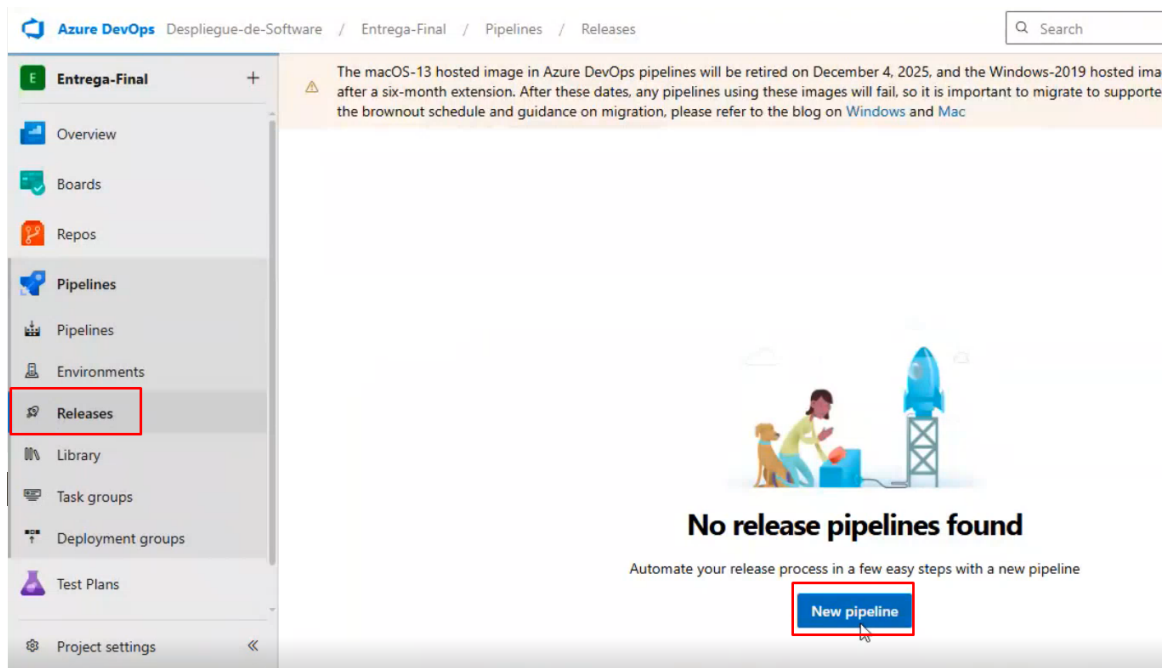 Azure DevOps Despliegue-de-Software / Entrega-Final / Pipelines / Releases
Search
E Entrega-Final +
The macOS-13 hosted image in Azure DevOps pipelines will be retired on December 4, 2025, and the Windows-2019 hosted ima
after a six-month extension. After these dates, any pipelines using these images will fail, so it is important to migrate to supporte
the brownout schedule and guidance on migration, please refer to the blog on Windows and Mac
Overview
Boards
Repos
Pipelines
Pipelines
Environments
Releases
Library
Task groups
Deployment groups
Test Plans
Project settings
No release pipelines found
Automate your release process in a few easy steps with a new pipeline
New pipeline